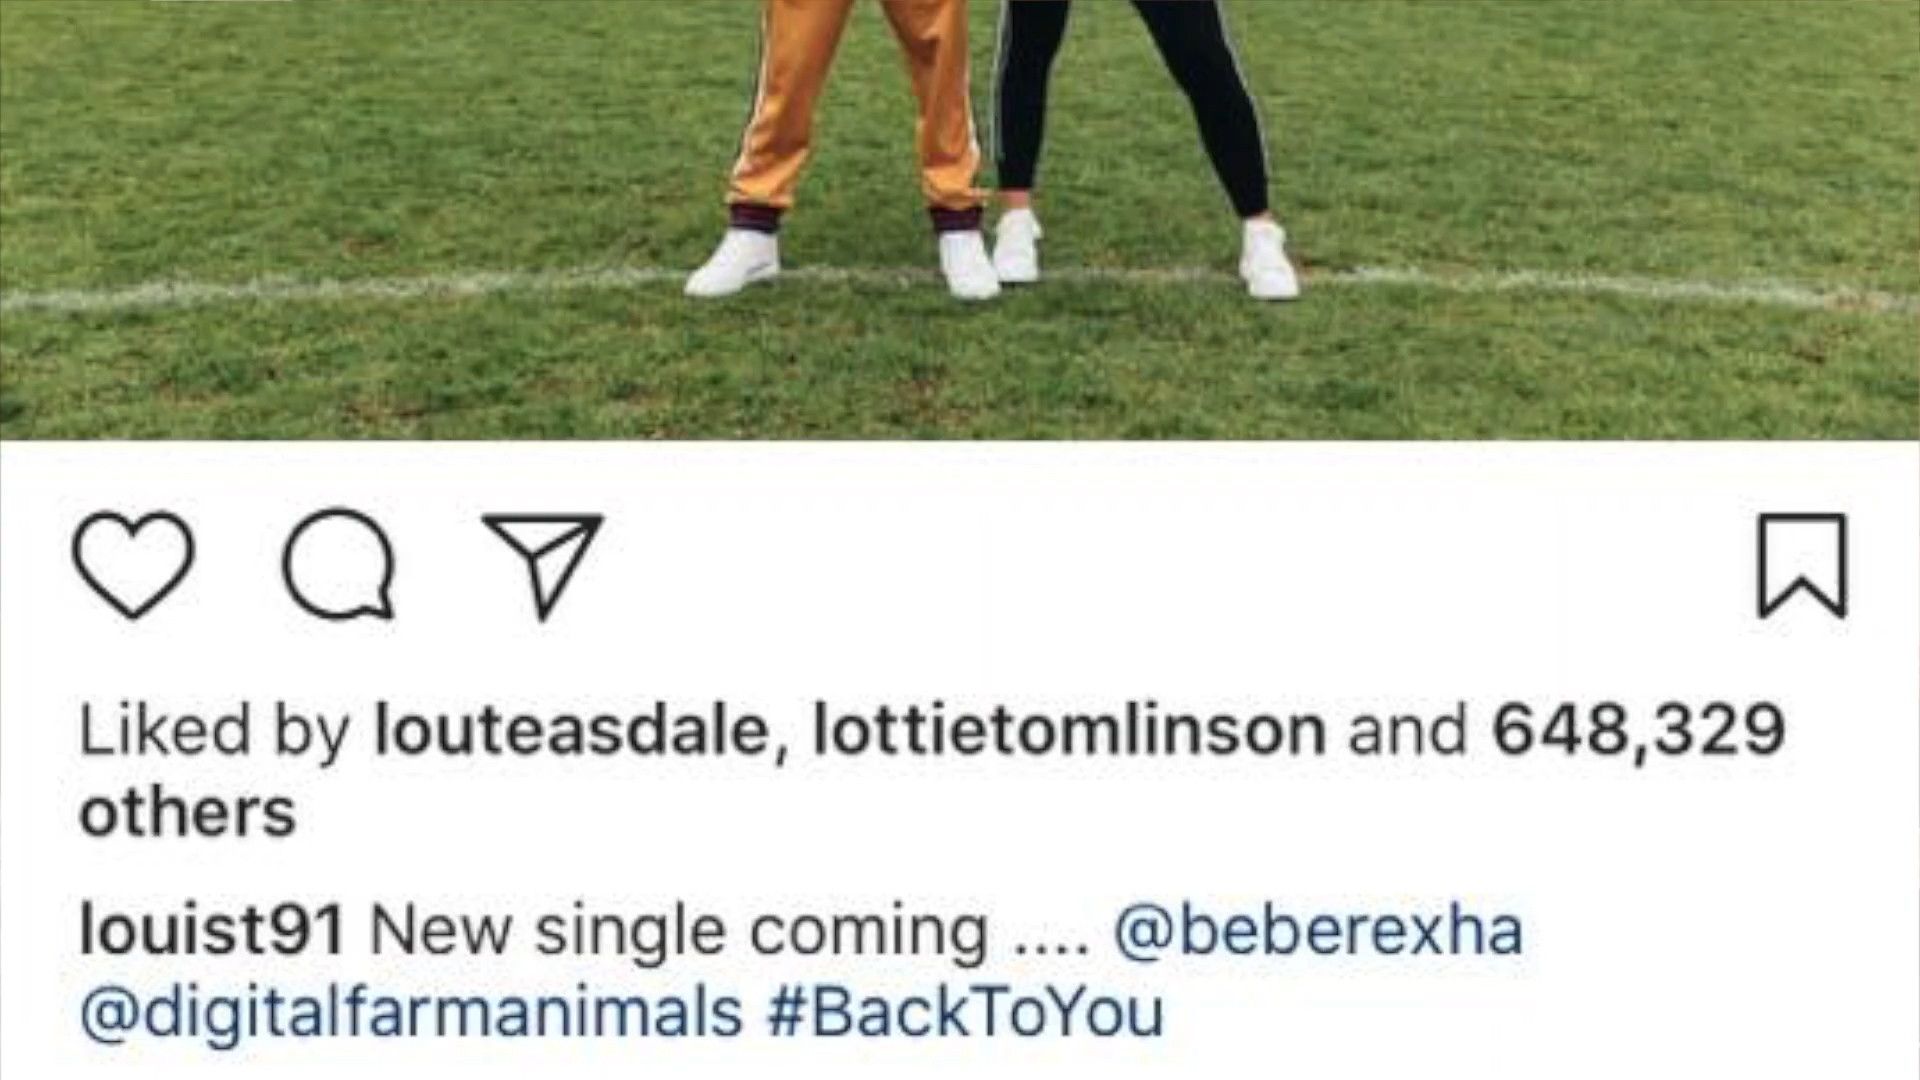 Liked by louteasdale, lottietomlinson and 648,329
others
louist91 New single coming .... @beberexha
@digitalfarmanimals #BackToYou